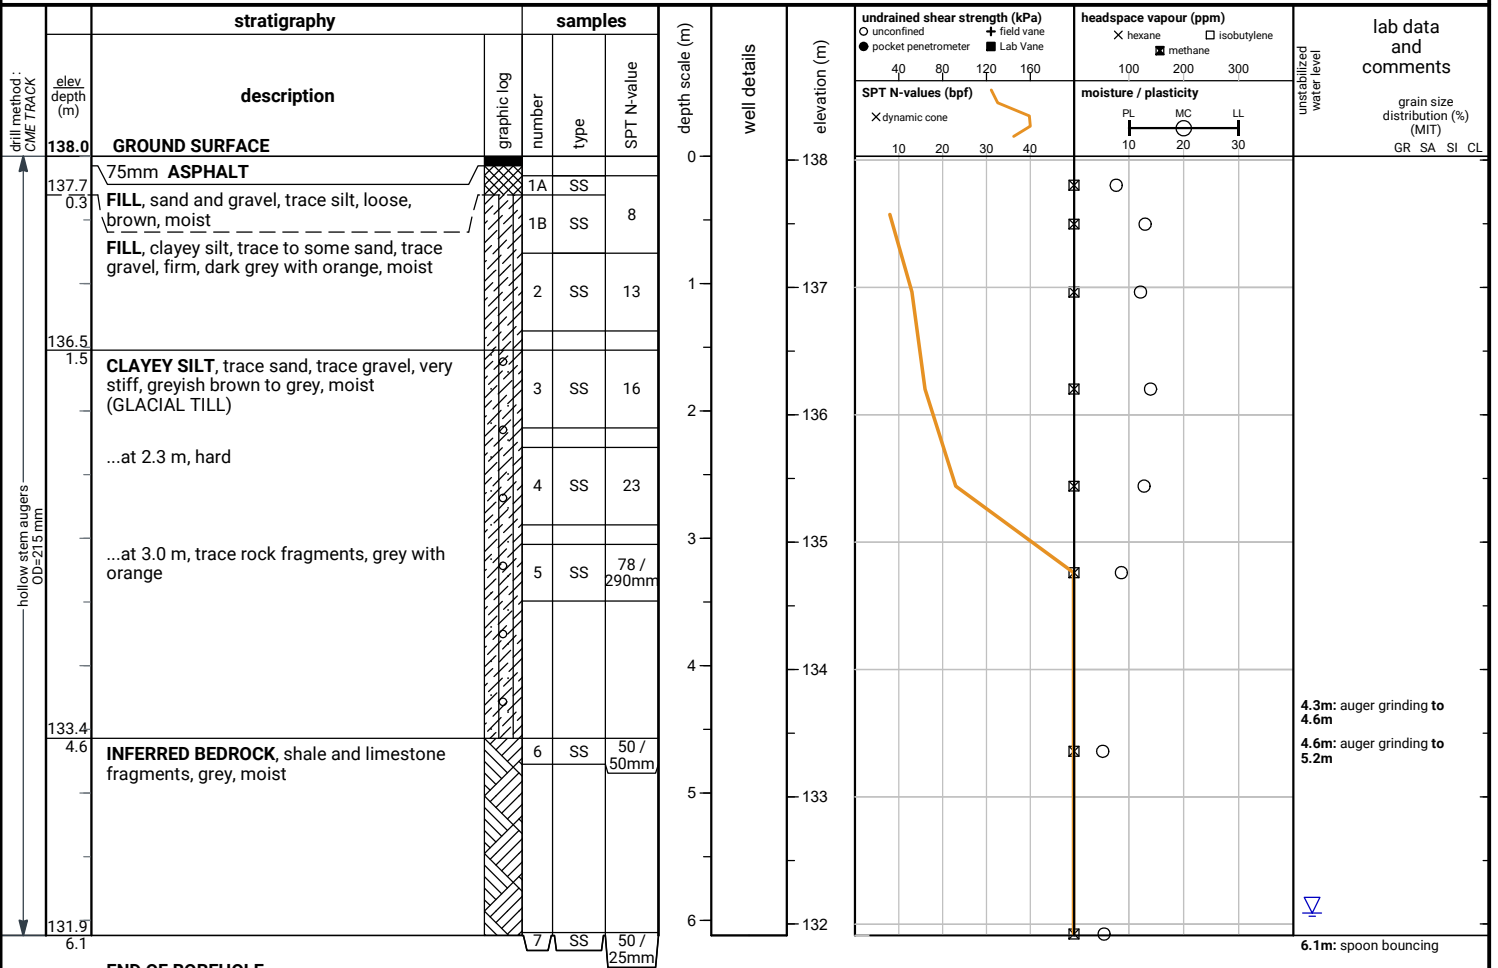 stratigraphy
samples
drill method :
CME TRACK
elev
depth
(m)
description
graphic log
number
type
SPT N-value
depth scale (m)
well details
elevation (m)
undrained shear strength (kPa)
unconfined
field vane
pocket penetrometer
Lab Vane
40 80 120 160
SPT N-values (bpf)
dynamic cone
10 20 30 40
headspace vapour (ppm)
hexane
isobutylene
methane
100 200 300
moisture / plasticity
PL MC LL
10 20 30
unstabilized
water level
lab data
and
comments
grain size
distribution (%)
(MIT)
GR SA SI CL
138.0 GROUND SURFACE
75mm ASPHALT
137.7
0.3
FILL, sand and gravel, trace silt, loose,
brown, moist
FILL, clayey silt, trace to some sand, trace
gravel, firm, dark grey with orange, moist
136.5
1.5
CLAYEY SILT, trace sand, trace gravel, very
stiff, greyish brown to grey, moist
(GLACIAL TILL)
...at 2.3 m, hard
...at 3.0 m, trace rock fragments, grey with
orange
133.4
4.6
INFERRED BEDROCK, shale and limestone
fragments, grey, moist
131.9
6.1
END OF BOREHOLE
hollow stem augers
OD=215 mm
1A SS
8
1B SS
2 SS 13
3 SS 16
4 SS 23
5 SS 78 /
290mm
6 SS 50 /
50mm
7 SS 50 /
25mm
0
1
2
3
4
5
6
138
137
136
135
134
133
132
4.3m: auger grinding to
4.6m
4.6m: auger grinding to
5.2m
6.1m: spoon bouncing